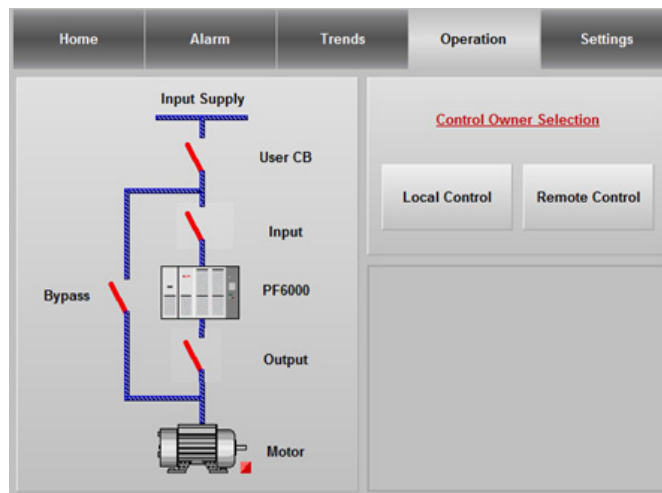 Home
Alarm
Trends
Operation
Settings
Input Supply
User CB
Input
Bypass
PF6000
Output
Motor
Control Owner Selection
Local Control
Remote Control